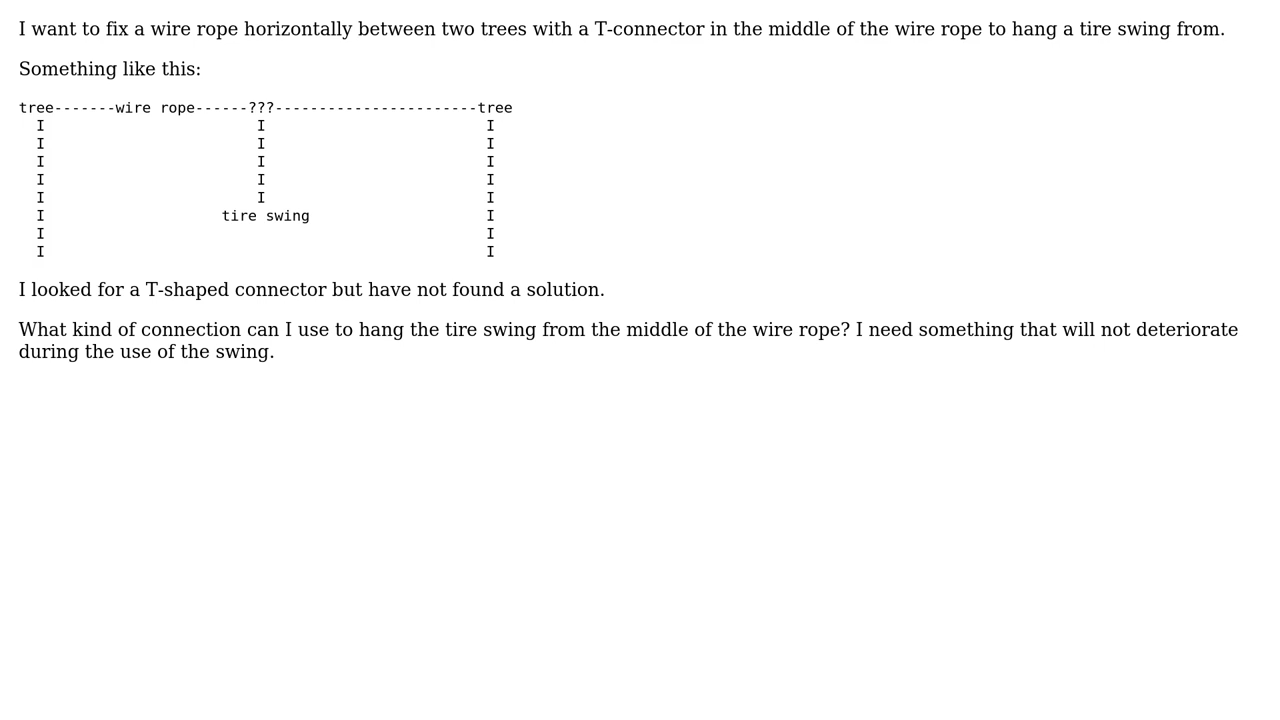 I want to fix a wire rope horizontally between two trees with a T-connector in the middle of the wire rope to hang a tire swing from.
Something like this:
tree-------wire rope------???-----------------------tree
  I                        I                         I
  I                        I                         I
  I                        I                         I
  I                        I                         I
  I                        I                         I
  I                    tire swing                    I
  I                                                  I
  I                                                  I
I looked for a T-shaped connector but have not found a solution.
What kind of connection can I use to hang the tire swing from the middle of the wire rope? I need something that will not deteriorate
during the use of the swing.